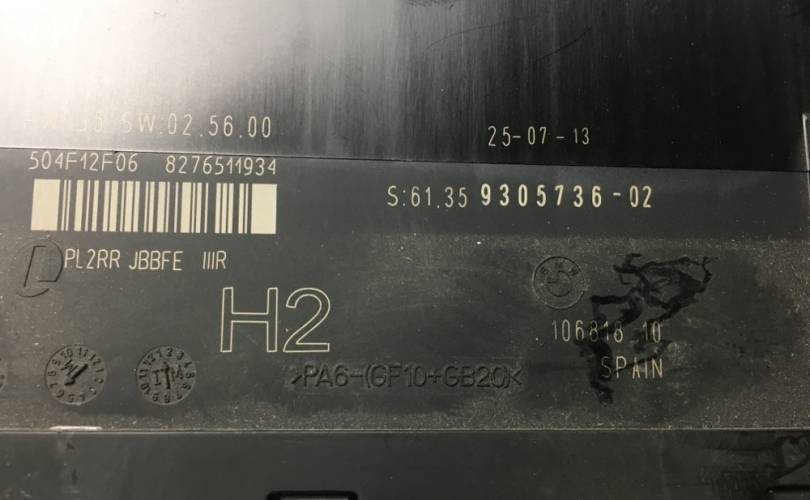 SW:02.56.00
25-07-13
504F12F06 8276511934
S:61.35 9305736-02
PL2RR JBBFE IIIR
H2
106818 10
>PA6-(GF10+GB20)<
SPAIN